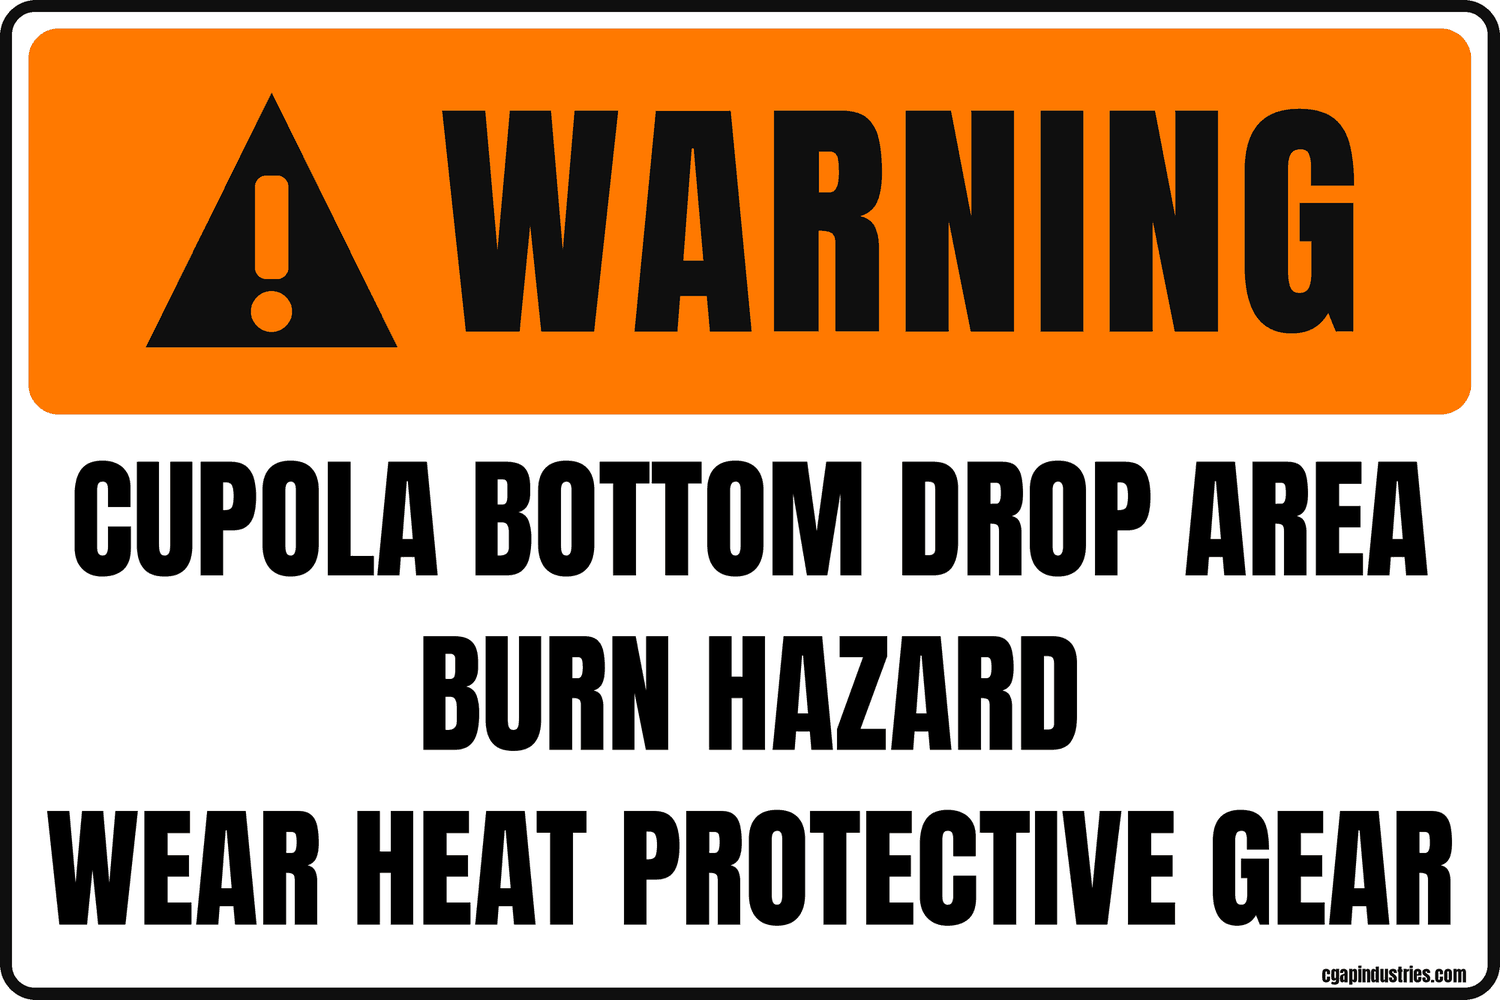 WARNING
CUPOLA BOTTOM DROP AREA
BURN HAZARD
WEAR HEAT PROTECTIVE GEAR
cgapindustries.com